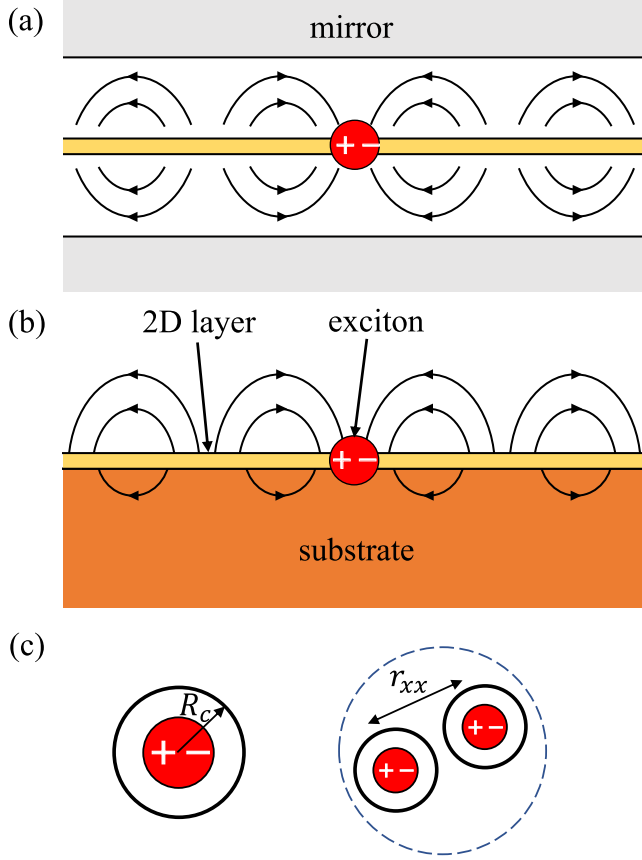 (a)
mirror
+ −
(b)
2D layer
exciton
+ −
substrate
(c)
R_c
+ −
r_xx
+ −
+ −